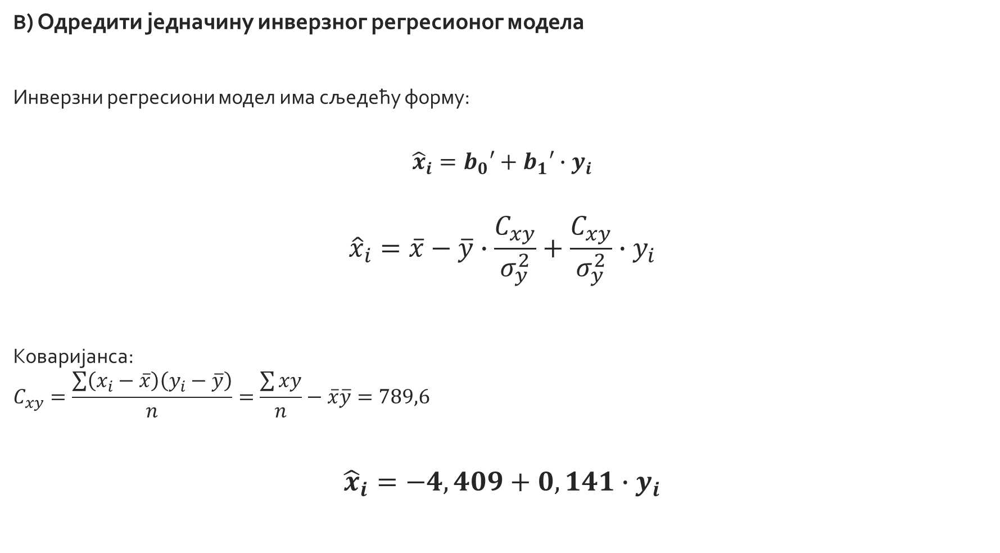 В) Одредити једначину инверзног регресионог модела
Инверзни регресиони модел има сљедећу форму:
x̂ᵢ = b₀′ + b₁′ · yᵢ
x̂ᵢ = x̄ − ȳ · Cxy/σy² + Cxy/σy² · yᵢ
Коваријанса:
Cxy = ∑(xᵢ − x̄)(yᵢ − ȳ)/n = ∑xy/n − x̄ȳ = 789,6
x̂ᵢ = −4,409 + 0,141 · yᵢ